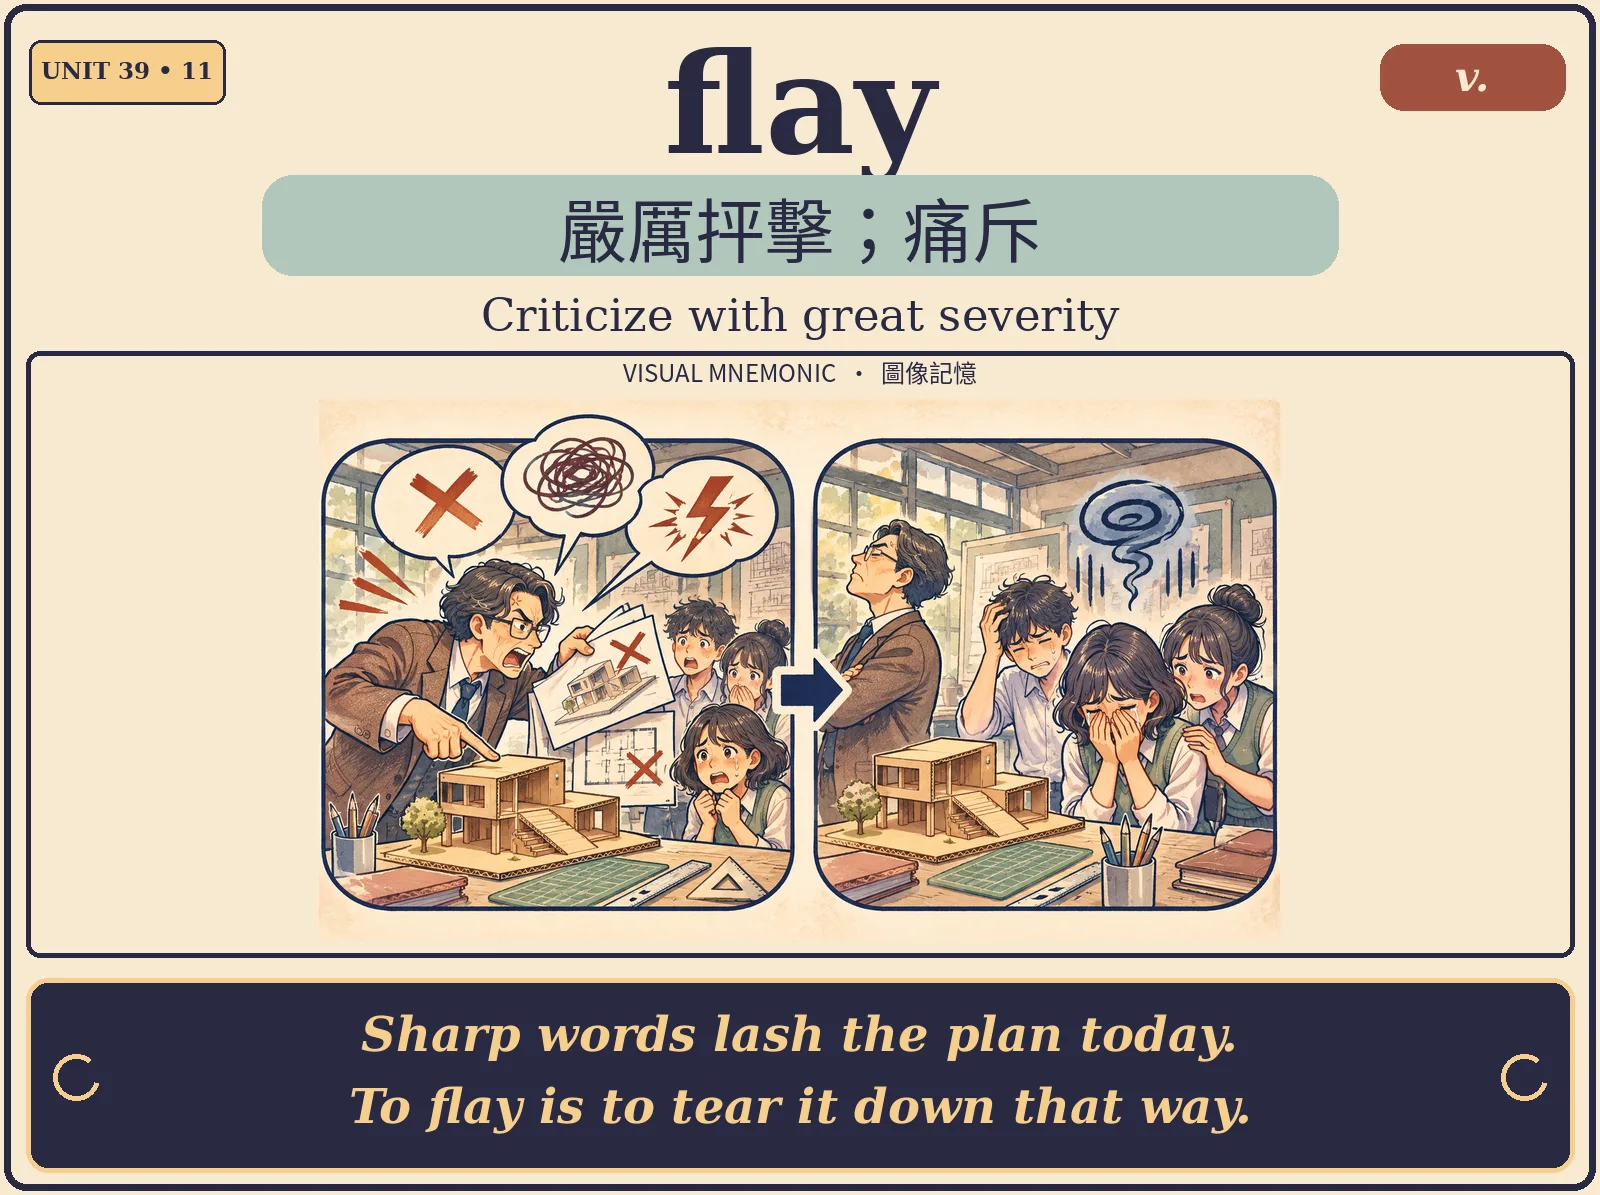 UNIT 39 • 11
flay
v.
嚴厲抨擊；痛斥
Criticize with great severity
VISUAL MNEMONIC • 圖像記憶
Sharp words lash the plan today.
To flay is to tear it down that way.